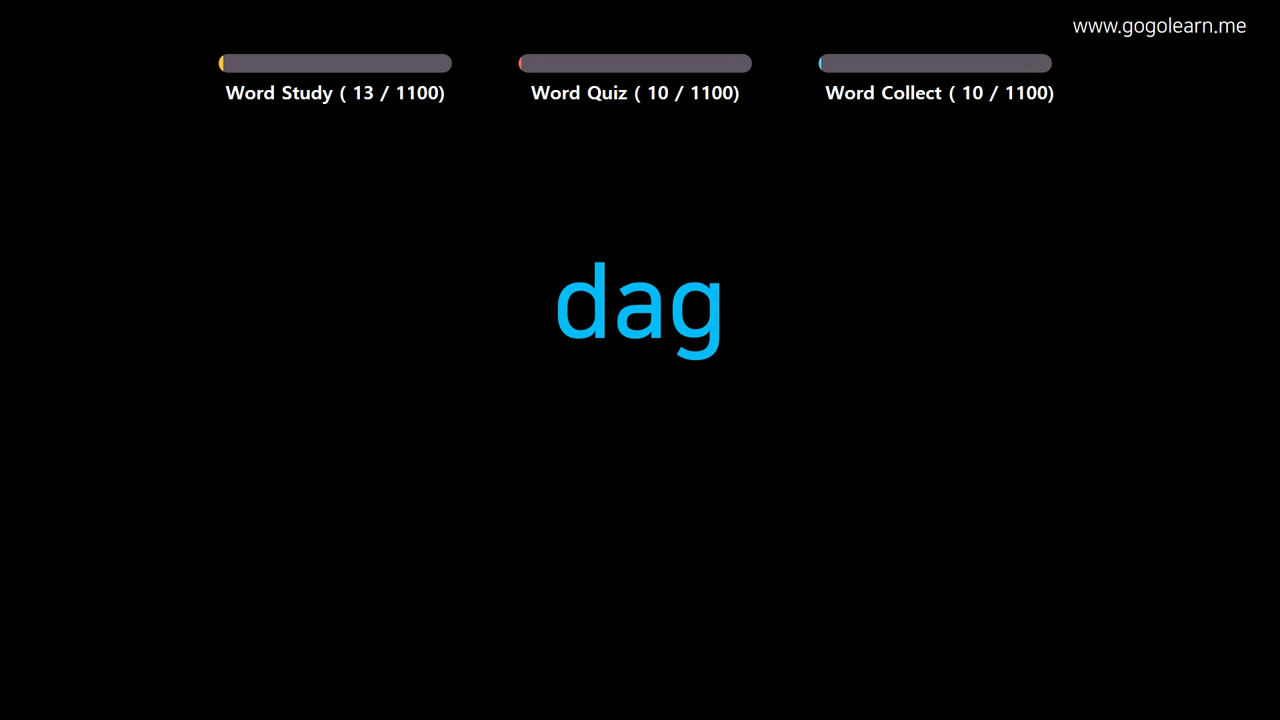 www.gogolearn.me
Word Study ( 13 / 1100)
Word Quiz ( 10 / 1100)
Word Collect ( 10 / 1100)
dag